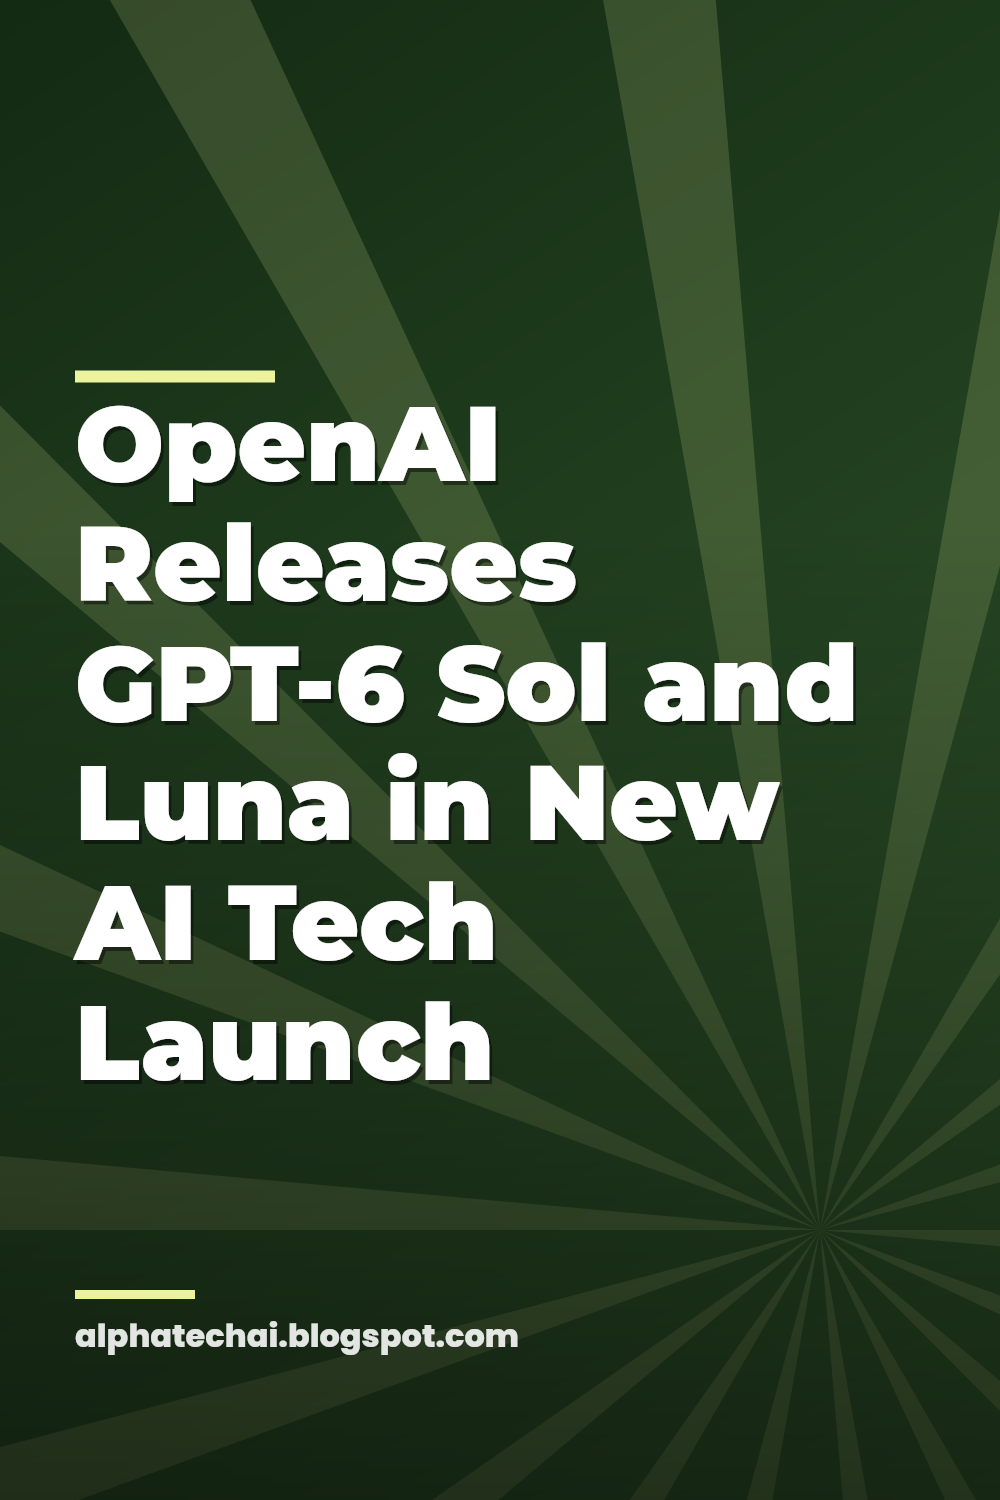 OpenAI
Releases
GPT-6 Sol and
Luna in New
AI Tech
Launch
alphatechai.blogspot.com